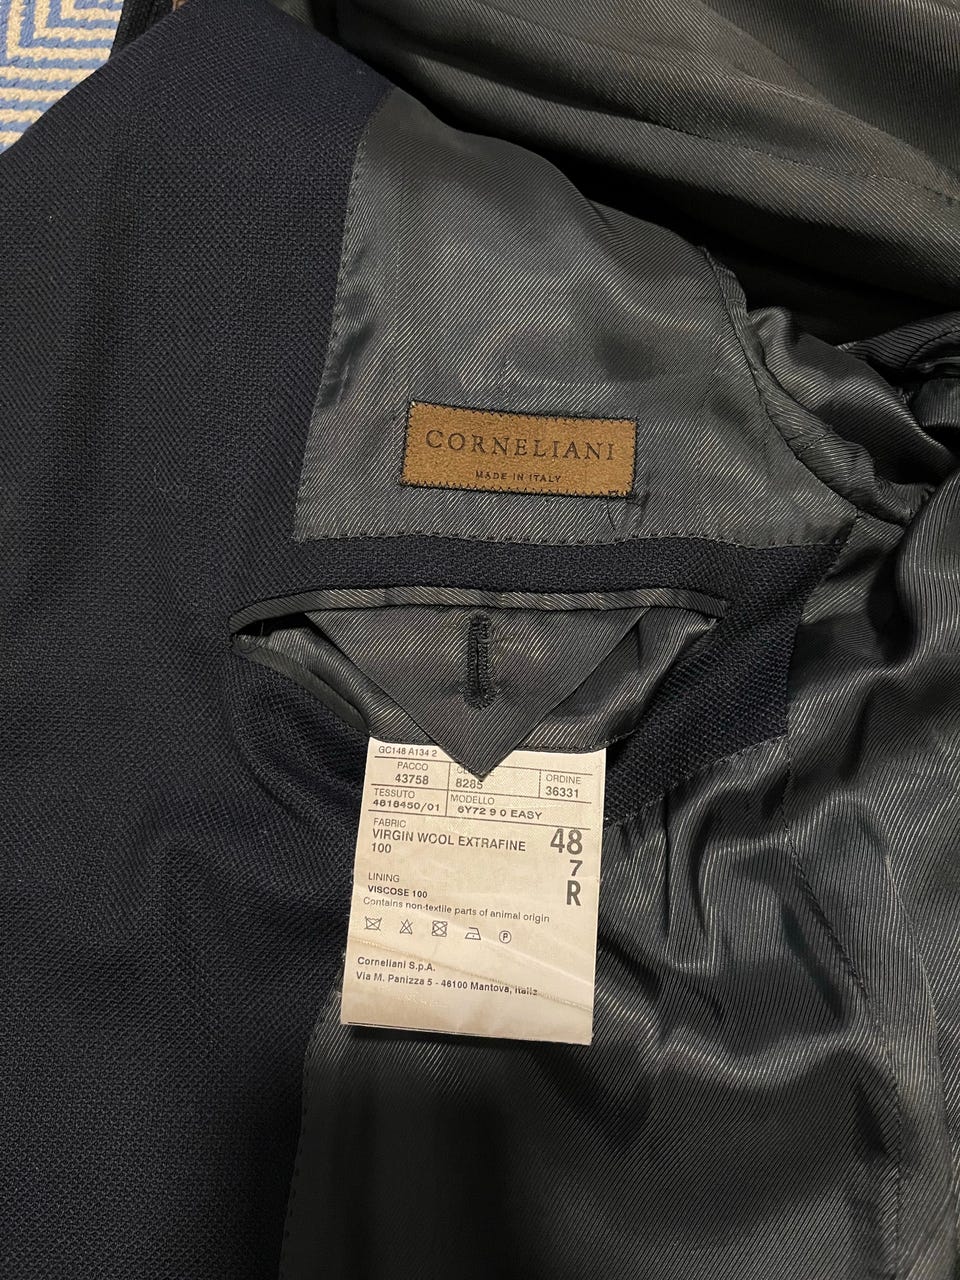 CORNELIANI
MADE IN ITALY
GC148 A134 2
PACCO
43758
8285
ORDINE
36331
TESSUTO
4818450/01
MODELLO
6Y72 9 0 EASY
FABRIC
VIRGIN WOOL EXTRAFINE
100
48
7
R
LINING
VISCOSE 100
Contains non-textile parts of animal origin
P
Corneliani S.p.A.
Via M. Panizza 5 - 46100 Mantova, Italia